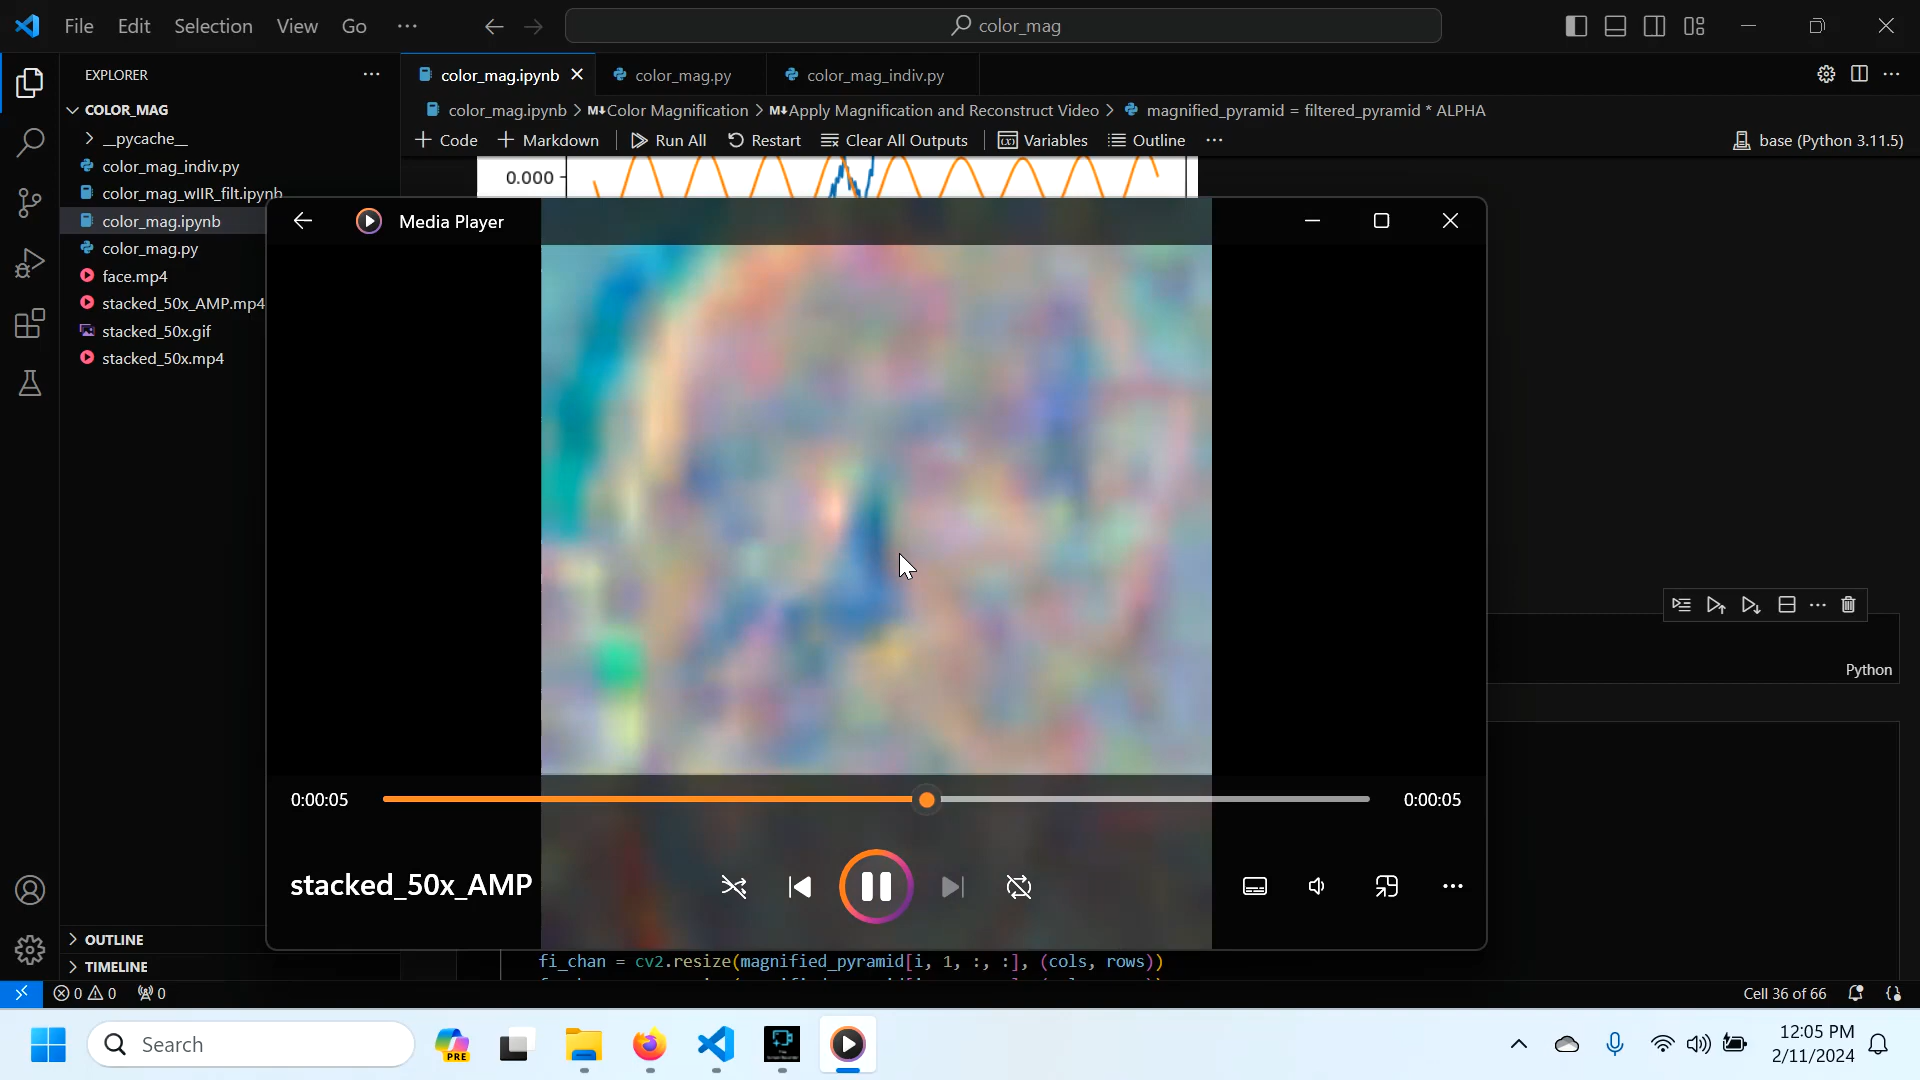 File Edit Selection View Go ···
color_mag
EXPLORER ···
color_mag.ipynb
color_mag.py
color_mag_indiv.py
COLOR_MAG
color_mag.ipynb > M↓Color Magnification > M↓Apply Magnification and Reconstruct Video > magnified_pyramid = filtered_pyramid * ALPHA
+ Code + Markdown Run All Restart Clear All Outputs Variables Outline ···
base (Python 3.11.5)
__pycache__
color_mag_indiv.py
color_mag_wIIR_filt.ipynb
color_mag.ipynb
color_mag.py
face.mp4
stacked_50x_AMP.mp4
stacked_50x.gif
stacked_50x.mp4
0.000
Media Player
Python
0:00:05
0:00:05
stacked_50x_AMP
OUTLINE
TIMELINE
fi_chan = cv2.resize(magnified_pyramid[i, 1, :, :], (cols, rows))
0 0 0
Cell 36 of 66
Search
PRE
12:05 PM
2/11/2024